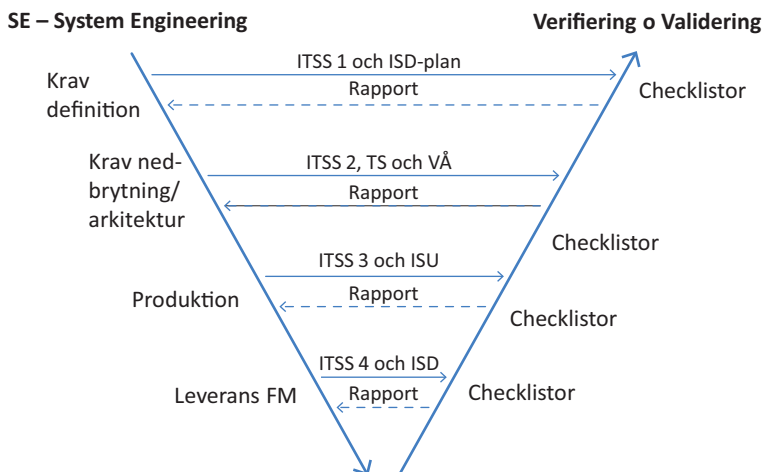 SE – System Engineering
Verifiering o Validering
ITSS 1 och ISD-plan
Rapport
Krav
definition
Checklistor
ITSS 2, TS och VÅ
Rapport
Krav ned-
brytning/
arkitektur
Checklistor
ITSS 3 och ISU
Rapport
Produktion
Checklistor
ITSS 4 och ISD
Rapport
Leverans FM
Checklistor